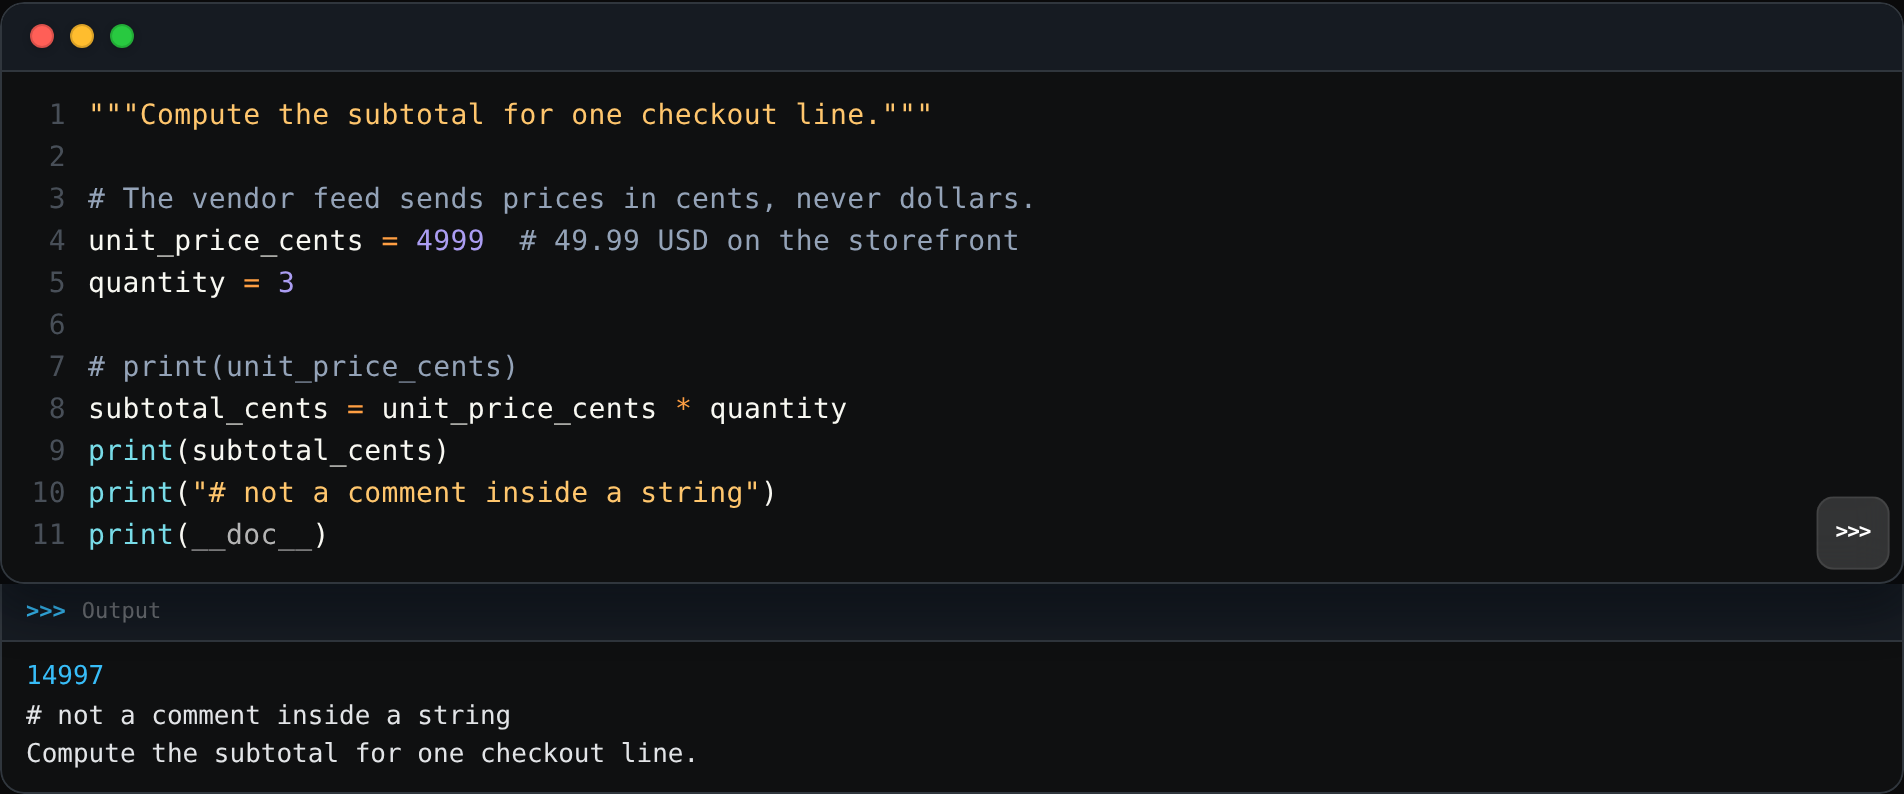 1 """Compute the subtotal for one checkout line."""
2
3 # The vendor feed sends prices in cents, never dollars.
4 unit_price_cents = 4999  # 49.99 USD on the storefront
5 quantity = 3
6
7 # print(unit_price_cents)
8 subtotal_cents = unit_price_cents * quantity
9 print(subtotal_cents)
10 print("# not a comment inside a string")
11 print(__doc__)
>>>
>>> Output
14997
# not a comment inside a string
Compute the subtotal for one checkout line.